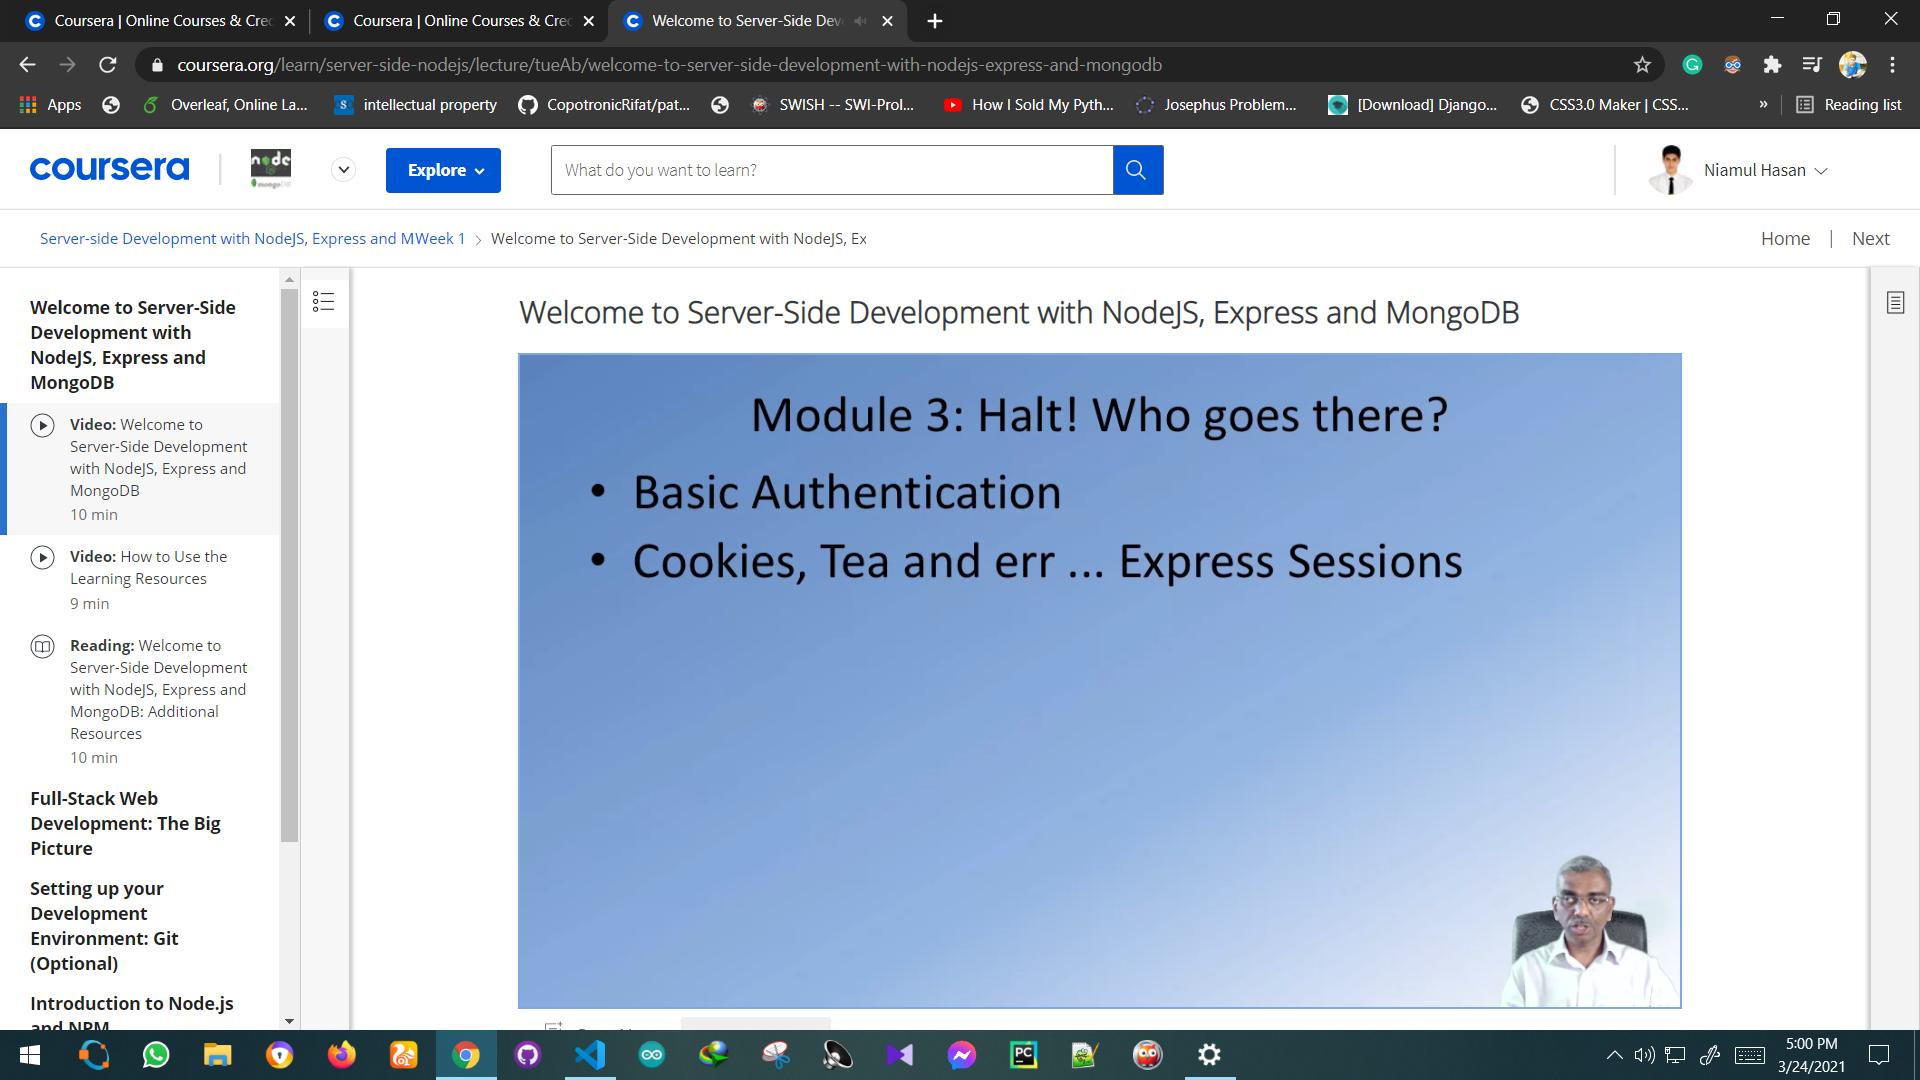 Coursera | Online Courses & Cre
Coursera | Online Courses & Cre
Welcome to Server-Side Dev
coursera.org/learn/server-side-nodejs/lecture/tueAb/welcome-to-server-side-development-with-nodejs-express-and-mongodb
Apps
Overleaf, Online La...
intellectual property
CopotronicRifat/pat...
SWISH -- SWI-Prol...
How I Sold My Pyth...
Josephus Problem...
[Download] Django...
CSS3.0 Maker | CSS...
»
Reading list
coursera
node
mongoDB
Explore
What do you want to learn?
Niamul Hasan
Server-side Development with NodeJS, Express and MWeek 1 > Welcome to Server-Side Development with NodeJS, Ex
Home | Next
Welcome to Server-Side
Development with
NodeJS, Express and
MongoDB
Video: Welcome to
Server-Side Development
with NodeJS, Express and
MongoDB
10 min
Video: How to Use the
Learning Resources
9 min
Reading: Welcome to
Server-Side Development
with NodeJS, Express and
MongoDB: Additional
Resources
10 min
Full-Stack Web
Development: The Big
Picture
Setting up your
Development
Environment: Git
(Optional)
Introduction to Node.js
and NPM
Welcome to Server-Side Development with NodeJS, Express and MongoDB
Module 3: Halt! Who goes there?
• Basic Authentication
• Cookies, Tea and err ... Express Sessions
PC
5:00 PM
3/24/2021